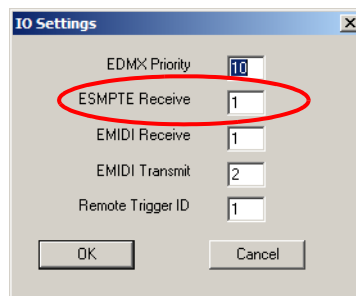 IO Settings
EDMX Priority 10
ESMPTE Receive 1
EMIDI Receive 1
EMIDI Transmit 2
Remote Trigger ID 1
OK Cancel